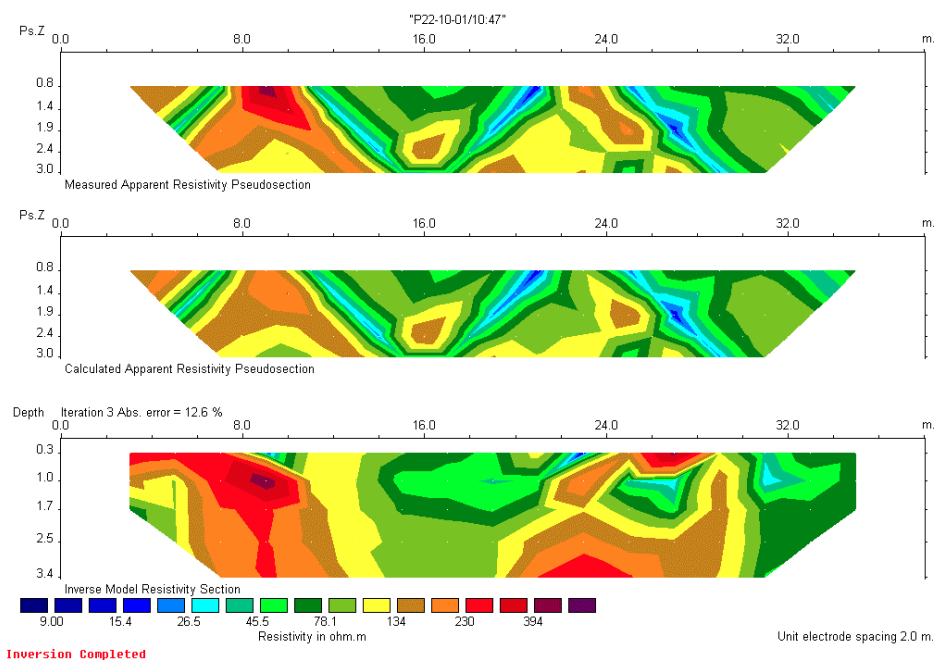 "P22-10-01/10:47"
Ps.Z 0.0 8.0 16.0 24.0 32.0 m.
0.8
1.4
1.9
2.4
3.0
Measured Apparent Resistivity Pseudosection
Ps.Z 0.0 8.0 16.0 24.0 32.0 m.
0.8
1.4
1.9
2.4
3.0
Calculated Apparent Resistivity Pseudosection
Depth Iteration 3 Abs. error = 12.6 %
0.0 8.0 16.0 24.0 32.0 m.
0.3
1.0
1.7
2.5
3.4
Inverse Model Resistivity Section
9.00 15.4 26.5 45.5 78.1 134 230 394
Resistivity in ohm.m Unit electrode spacing 2.0 m.
Inversion Completed